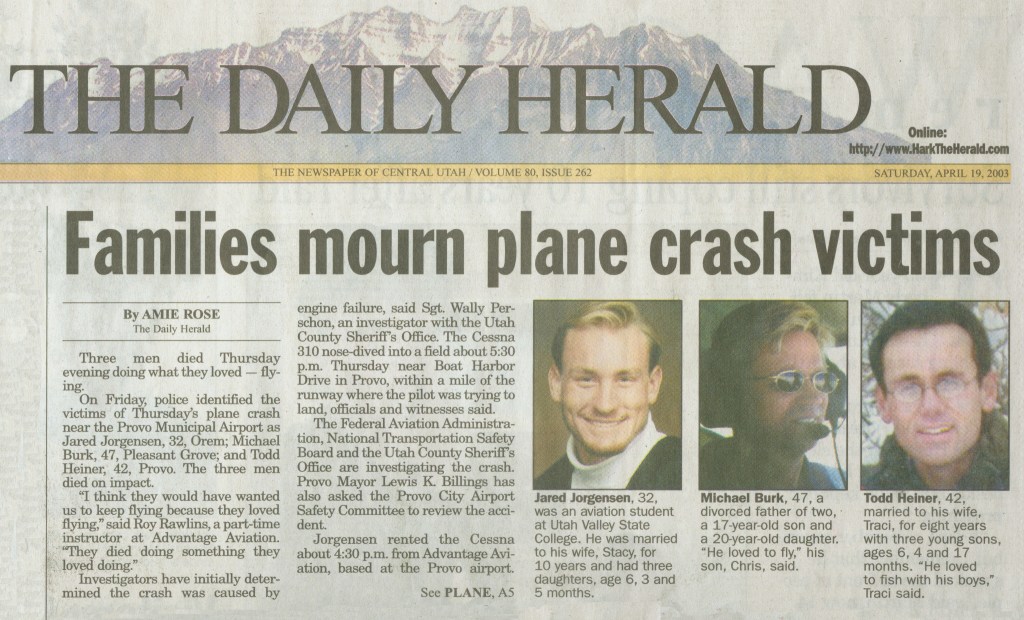 THE DAILY HERALD
Online:
http://www.HarkTheHerald.com
THE NEWSPAPER OF CENTRAL UTAH / VOLUME 80, ISSUE 262
SATURDAY, APRIL 19, 2003
Families mourn plane crash victims
By AMIE ROSE
The Daily Herald
Three men died Thursday
evening doing what they loved — fly-
ing.
On Friday, police identified the
victims of Thursday's plane crash
near the Provo Municipal Airport as
Jared Jorgensen, 32, Orem; Michael
Burk, 47, Pleasant Grove; and Todd
Heiner, 42, Provo. The three men
died on impact.
"I think they would have wanted
us to keep flying because they loved
flying," said Roy Rawlins, a part-time
instructor at Advantage Aviation.
"They died doing something they
loved doing."
Investigators have initially deter-
mined the crash was caused by
engine failure, said Sgt. Wally Per-
schon, an investigator with the Utah
County Sheriff's Office. The Cessna
310 nose-dived into a field about 5:30
p.m. Thursday near Boat Harbor
Drive in Provo, within a mile of the
runway where the pilot was trying to
land, officials and witnesses said.
The Federal Aviation Administra-
tion, National Transportation Safety
Board and the Utah County Sheriff's
Office are investigating the crash.
Provo Mayor Lewis K. Billings has
also asked the Provo City Airport
Safety Committee to review the acci-
dent.
Jorgensen rented the Cessna
about 4:30 p.m. from Advantage Avi-
ation, based at the Provo airport.
See PLANE, A5
Jared Jorgensen, 32,
was an aviation student
at Utah Valley State
College. He was married
to his wife, Stacy, for
10 years and had three
daughters, age 6, 3 and
5 months.
Michael Burk, 47, a
divorced father of two,
a 17-year-old son and
a 20-year-old daughter.
"He loved to fly," his
son, Chris, said.
Todd Heiner, 42,
married to his wife,
Traci, for eight years
with three young sons,
ages 6, 4 and 17
months. "He loved
to fish with his boys,"
Traci said.